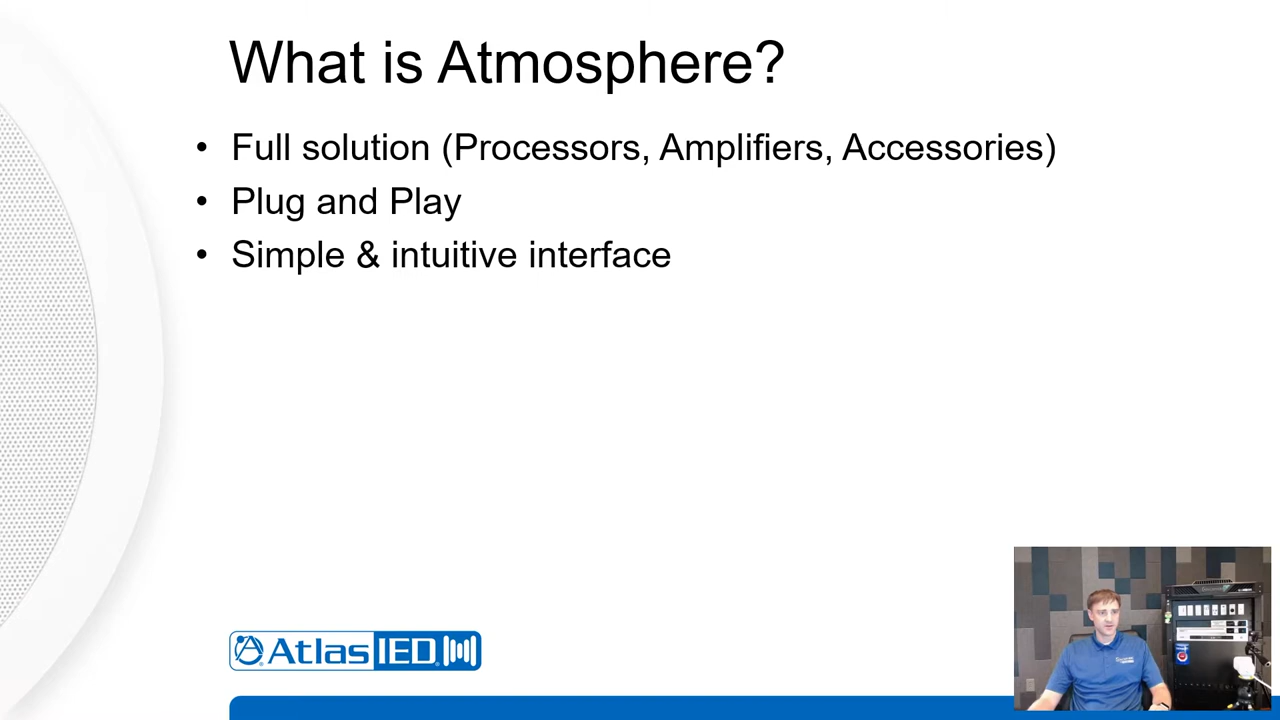 What is Atmosphere?
• Full solution (Processors, Amplifiers, Accessories)
• Plug and Play
• Simple & intuitive interface
AtlasIED